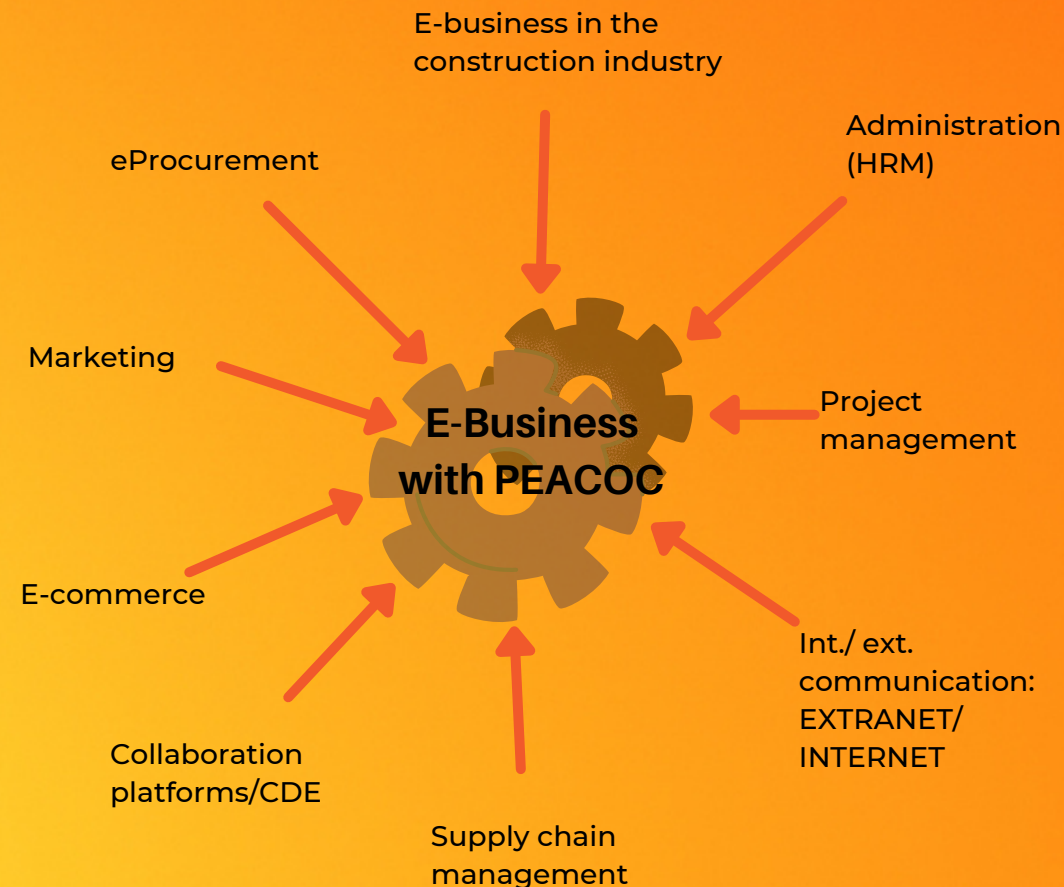 E-business in the
construction industry
Administration
(HRM)
eProcurement
Marketing
Project
management
E-Business
with PEACOC
E-commerce
Int./ ext.
communication:
EXTRANET/
INTERNET
Collaboration
platforms/CDE
Supply chain
management